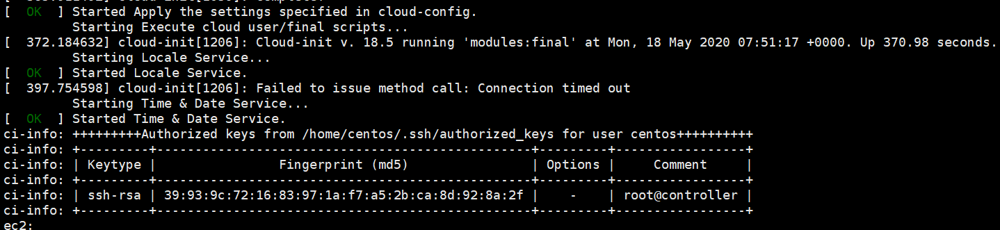 [  OK  ] Started Apply the settings specified in cloud-config.
         Starting Execute cloud user/final scripts...
[  372.184632] cloud-init[1206]: Cloud-init v. 18.5 running 'modules:final' at Mon, 18 May 2020 07:51:17 +0000. Up 370.98 seconds.
         Starting Locale Service...
[  OK  ] Started Locale Service.
[  397.754598] cloud-init[1206]: Failed to issue method call: Connection timed out
         Starting Time & Date Service...
[  OK  ] Started Time & Date Service.
ci-info: +++++++++Authorized keys from /home/centos/.ssh/authorized_keys for user centos++++++++++
ci-info: +---------+-------------------------------------------------+---------+-----------------+
ci-info: | Keytype |                Fingerprint (md5)                | Options |     Comment     |
ci-info: +---------+-------------------------------------------------+---------+-----------------+
ci-info: | ssh-rsa | 39:93:9c:72:16:83:97:1a:f7:a5:2b:ca:8d:92:8a:2f |    -    | root@controller |
ci-info: +---------+-------------------------------------------------+---------+-----------------+
ec2: